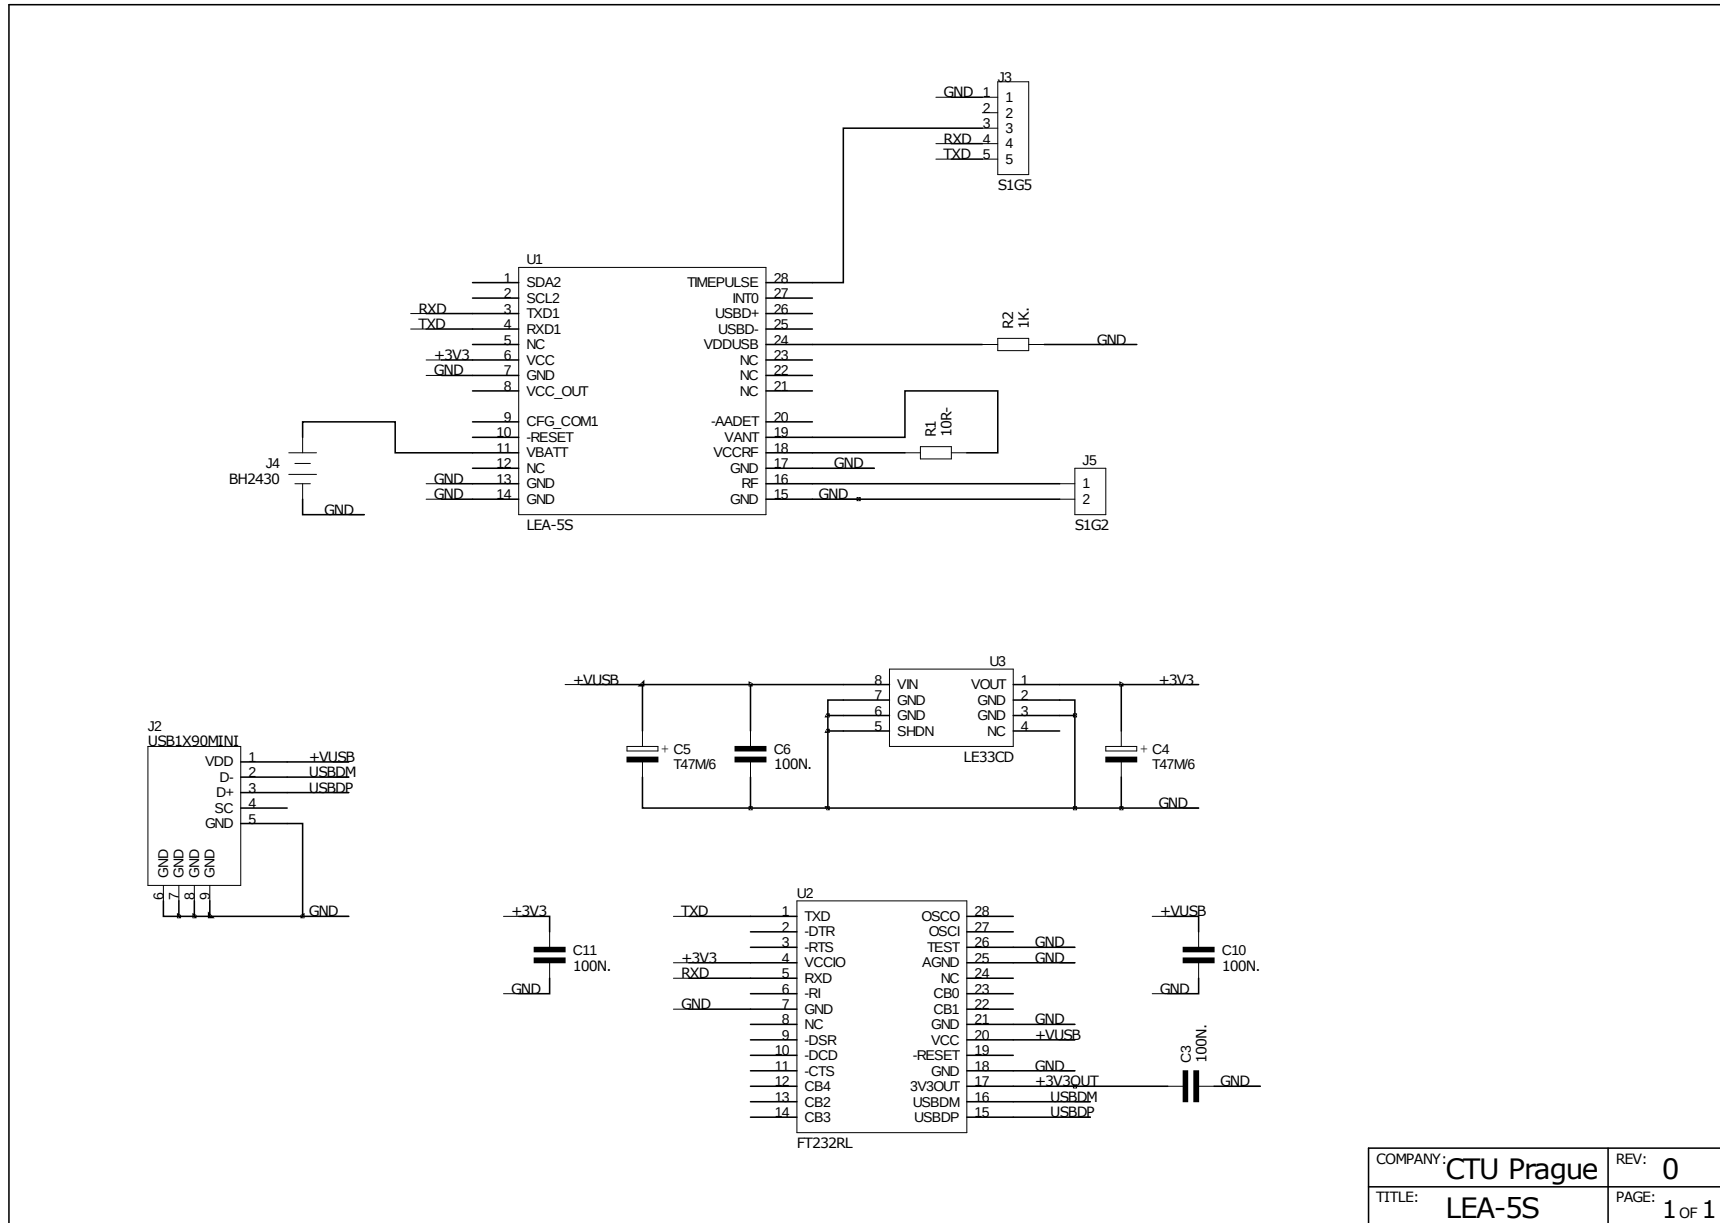 J3
GND 1 1
2 2
3 3
RXD 4 4
TXD 5 5
S1G5
U1
1 SDA2 TIMEPULSE 28
2 SCL2 INT0 27
RXD 3 TXD1 USBD+ 26
TXD 4 RXD1 USBD- 25
5 NC VDDUSB 24
R2
1K.
GND
+3V3 6 VCC NC 23
GND 7 GND NC 22
8 VCC_OUT NC 21
9 CFG_COM1 -AADET 20
10 -RESET VANT 19
11 VBATT VCCRF 18
R1
10R-
12 NC GND 17 GND
GND 13 GND RF 16
GND 14 GND GND 15 GND
LEA-5S
J4
BH2430
GND
J5
1
2
S1G2
U3
+VUSB 8 VIN VOUT 1 +3V3
7 GND GND 2
6 GND GND 3
5 SHDN NC 4
LE33CD
+ C5
T47M/6
C6
100N.
+ C4
T47M/6
GND
J2
USB1X90MINI
VDD 1 +VUSB
D- 2 USBDM
D+ 3 USBDP
SC 4
GND 5
GND GND GND GND
6 7 8 9
GND
+3V3
C11
100N.
GND
U2
TXD 1 TXD OSCO 28
2 -DTR OSCI 27
3 -RTS TEST 26 GND
+3V3 4 VCCIO AGND 25 GND
RXD 5 RXD NC 24
6 -RI CB0 23
GND 7 GND CB1 22
8 NC GND 21 GND
9 -DSR VCC 20 +VUSB
10 -DCD -RESET 19
11 -CTS GND 18 GND
12 CB4 3V3OUT 17 +3V3OUT
13 CB2 USBDM 16 USBDM
14 CB3 USBDP 15 USBDP
FT232RL
+VUSB
C10
100N.
GND
C3
100N.
GND
COMPANY: CTU Prague REV: 0
TITLE: LEA-5S PAGE: 1 OF 1